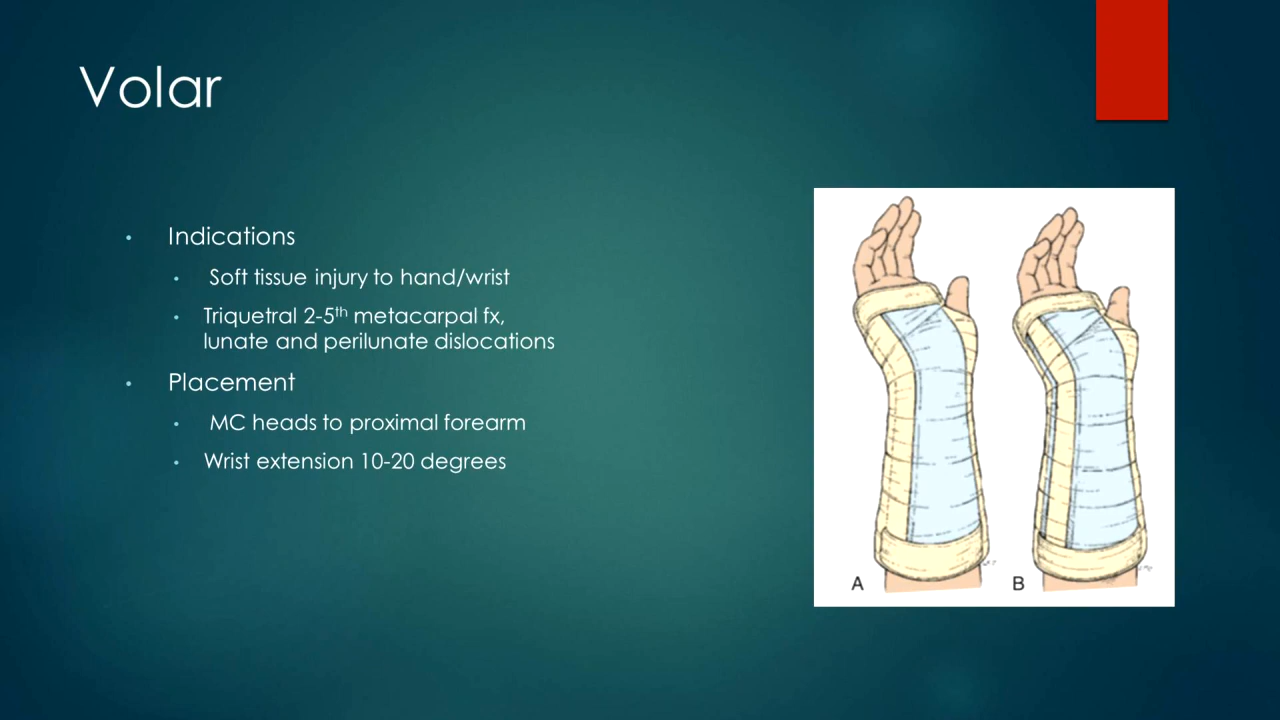 Volar
• Indications
• Soft tissue injury to hand/wrist
• Triquetral 2-5th metacarpal fx,
lunate and perilunate dislocations
• Placement
• MC heads to proximal forearm
• Wrist extension 10-20 degrees
A
B